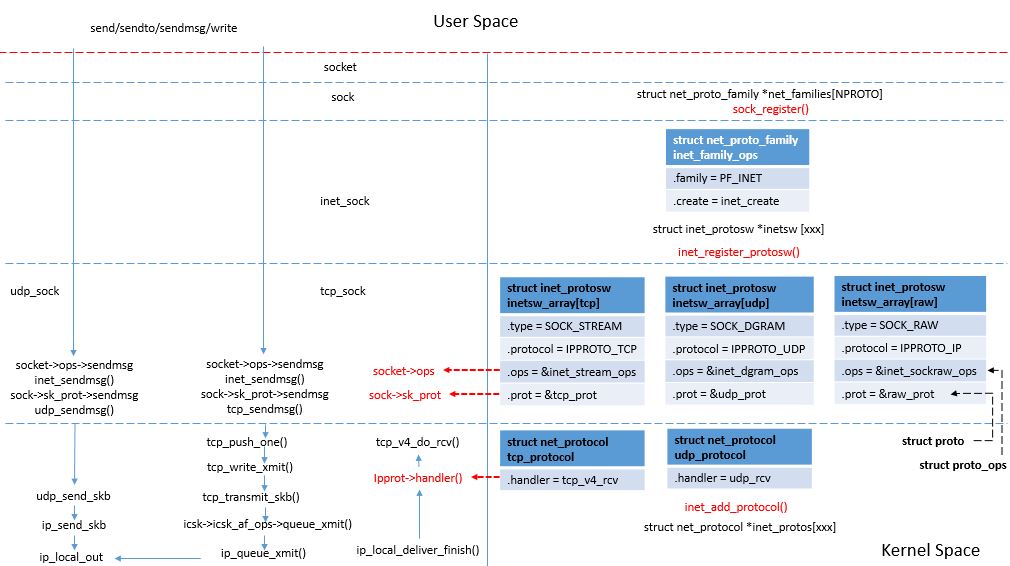 User Space
send/sendto/sendmsg/write
socket
sock
struct net_proto_family *net_families[NPROTO]
sock_register()
struct net_proto_family
inet_family_ops
.family = PF_INET
.create = inet_create
inet_sock
struct inet_protosw *inetsw [xxx]
inet_register_protosw()
udp_sock
tcp_sock
struct inet_protosw
inetsw_array[tcp]
.type = SOCK_STREAM
.protocol = IPPROTO_TCP
.ops = &inet_stream_ops
.prot = &tcp_prot
struct inet_protosw
inetsw_array[udp]
.type = SOCK_DGRAM
.protocol = IPPROTO_UDP
.ops = &inet_dgram_ops
.prot = &udp_prot
struct inet_protosw
inetsw_array[raw]
.type = SOCK_RAW
.protocol = IPPROTO_IP
.ops = &inet_sockraw_ops
.prot = &raw_prot
socket->ops->sendmsg
inet_sendmsg()
sock->sk_prot->sendmsg
udp_sendmsg()
socket->ops->sendmsg
inet_sendmsg()
sock->sk_prot->sendmsg
tcp_sendmsg()
socket->ops
sock->sk_prot
struct proto
struct proto_ops
tcp_push_one()
tcp_write_xmit()
tcp_transmit_skb()
icsk->icsk_af_ops->queue_xmit()
ip_queue_xmit()
udp_send_skb
ip_send_skb
ip_local_out
tcp_v4_do_rcv()
Ipprot->handler()
ip_local_deliver_finish()
struct net_protocol
tcp_protocol
.handler = tcp_v4_rcv
struct net_protocol
udp_protocol
.handler = udp_rcv
inet_add_protocol()
struct net_protocol *inet_protos[xxx]
Kernel Space